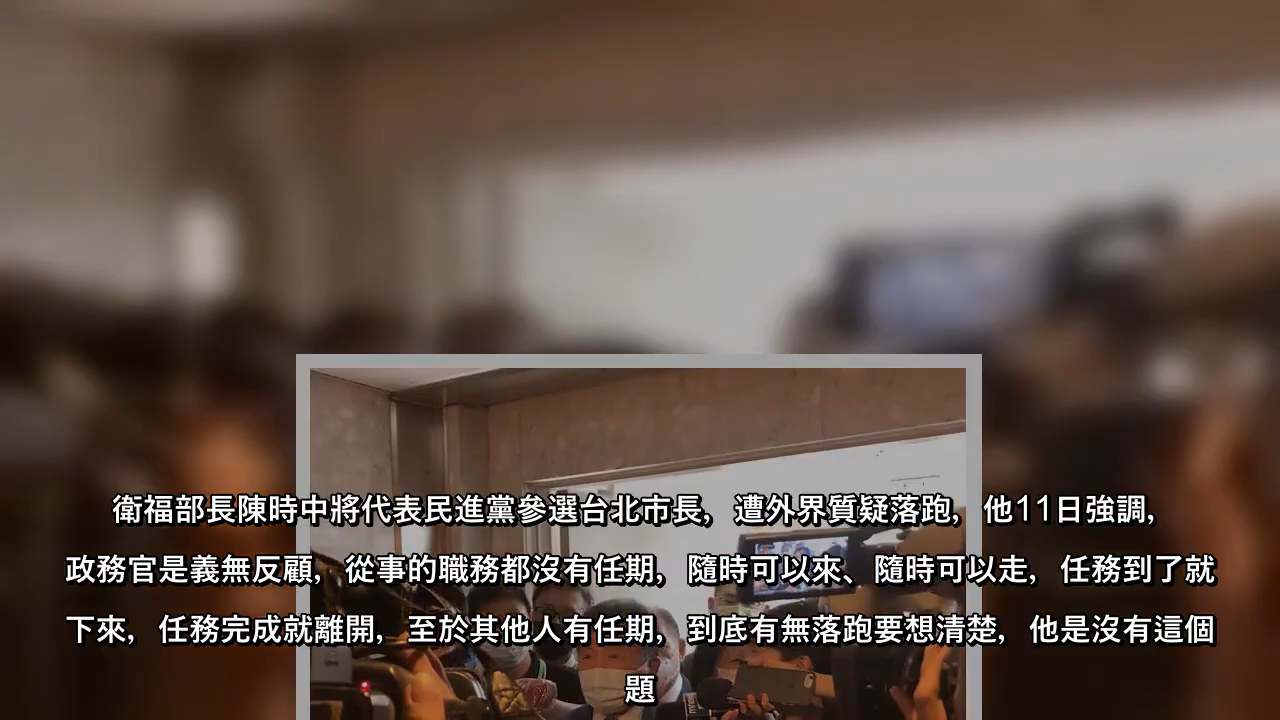 衛福部長陳時中將代表民進黨參選台北市長，遭外界質疑落跑，他11日強調，
政務官是義無反顧，從事的職務都沒有任期，隨時可以來、隨時可以走，任務到了就
下來，任務完成就離開，至於其他人有任期，到底有無落跑要想清楚，他是沒有這個
題